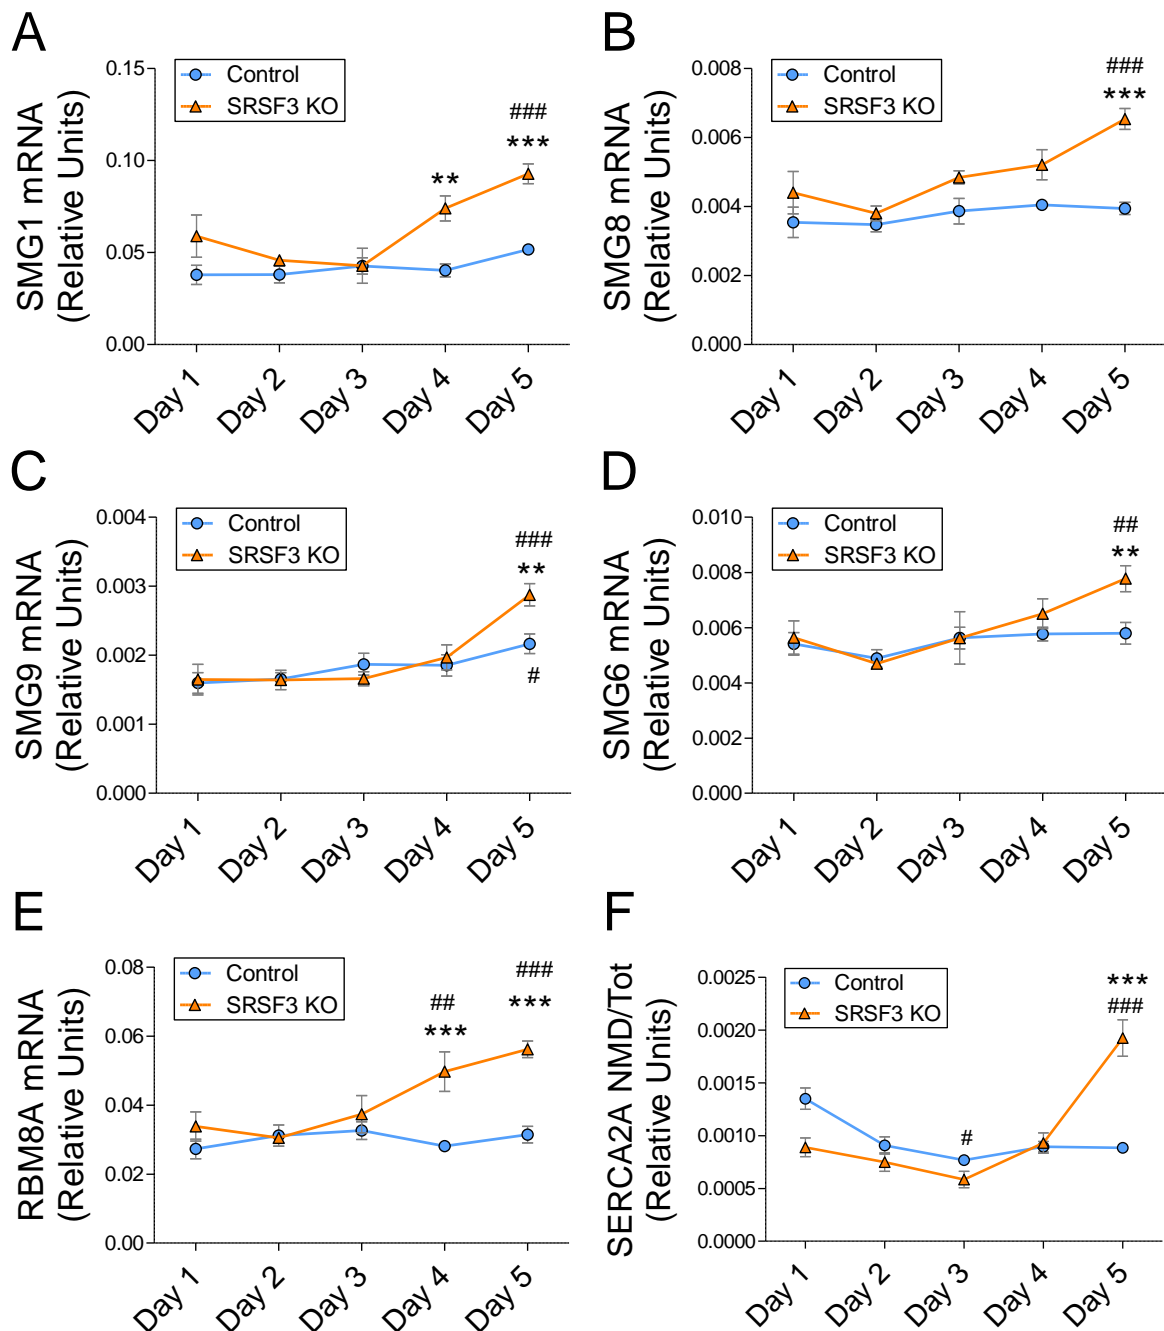 A
SMG1 mRNA
(Relative Units)
0.15
0.10
0.05
0.00
Control
SRSF3 KO
**
###
***
Day 1
Day 2
Day 3
Day 4
Day 5
B
SMG8 mRNA
(Relative Units)
0.008
0.006
0.004
0.002
0.000
Control
SRSF3 KO
###
***
Day 1
Day 2
Day 3
Day 4
Day 5
C
SMG9 mRNA
(Relative Units)
0.004
0.003
0.002
0.001
0.000
Control
SRSF3 KO
###
**
#
Day 1
Day 2
Day 3
Day 4
Day 5
D
SMG6 mRNA
(Relative Units)
0.010
0.008
0.006
0.004
0.002
0.000
Control
SRSF3 KO
##
**
Day 1
Day 2
Day 3
Day 4
Day 5
E
RBM8A mRNA
(Relative Units)
0.08
0.06
0.04
0.02
0.00
Control
SRSF3 KO
##
***
###
***
Day 1
Day 2
Day 3
Day 4
Day 5
F
SERCA2A NMD/Tot
(Relative Units)
0.0025
0.0020
0.0015
0.0010
0.0005
0.0000
Control
SRSF3 KO
#
***
###
Day 1
Day 2
Day 3
Day 4
Day 5